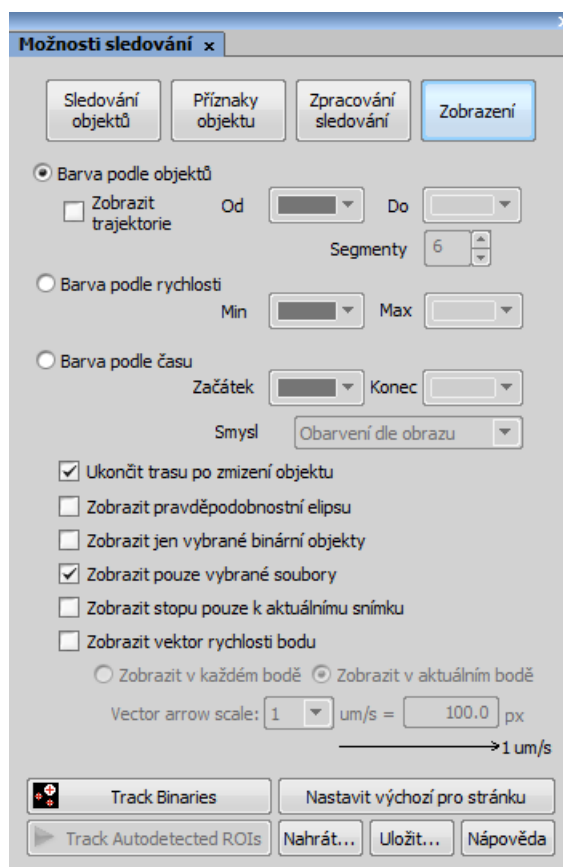 Možnosti sledování x
Sledování objektů
Příznaky objektu
Zpracování sledování
Zobrazení
Barva podle objektů
Zobrazit trajektorie
Od
Do
Segmenty 6
Barva podle rychlosti
Min
Max
Barva podle času
Začátek
Konec
Smysl Obarvení dle obrazu
Ukončit trasu po zmizení objektu
Zobrazit pravděpodobnostní elipsu
Zobrazit jen vybrané binární objekty
Zobrazit pouze vybrané soubory
Zobrazit stopu pouze k aktuálnímu snímku
Zobrazit vektor rychlosti bodu
Zobrazit v každém bodě Zobrazit v aktuálním bodě
Vector arrow scale: 1 um/s = 100.0 px
1 um/s
Track Binaries Nastavit výchozí pro stránku
Track Autodetected ROIs Nahrát... Uložit... Nápověda